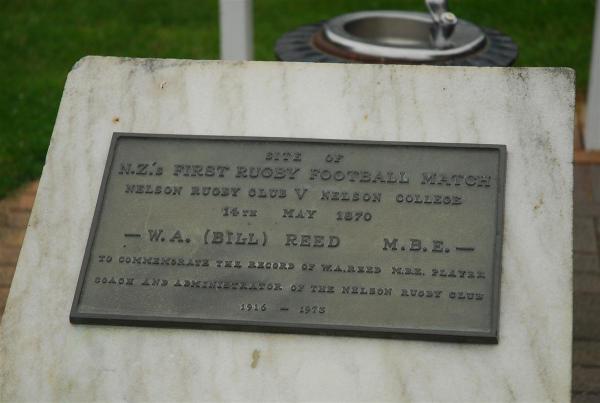 SITE OF
N.Z.'s FIRST RUGBY FOOTBALL MATCH
NELSON RUGBY CLUB V NELSON COLLEGE
14TH MAY 1870
— W.A. (BILL) REED M.B.E. —
TO COMMEMORATE THE RECORD OF W.A.REED M.B.E. PLAYER
COACH AND ADMINISTRATOR OF THE NELSON RUGBY CLUB
1916 — 1973